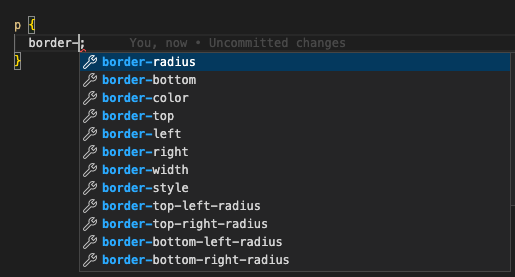 p {
border-; You, now • Uncommitted changes
}
border-radius
border-bottom
border-color
border-top
border-left
border-right
border-width
border-style
border-top-left-radius
border-top-right-radius
border-bottom-left-radius
border-bottom-right-radius